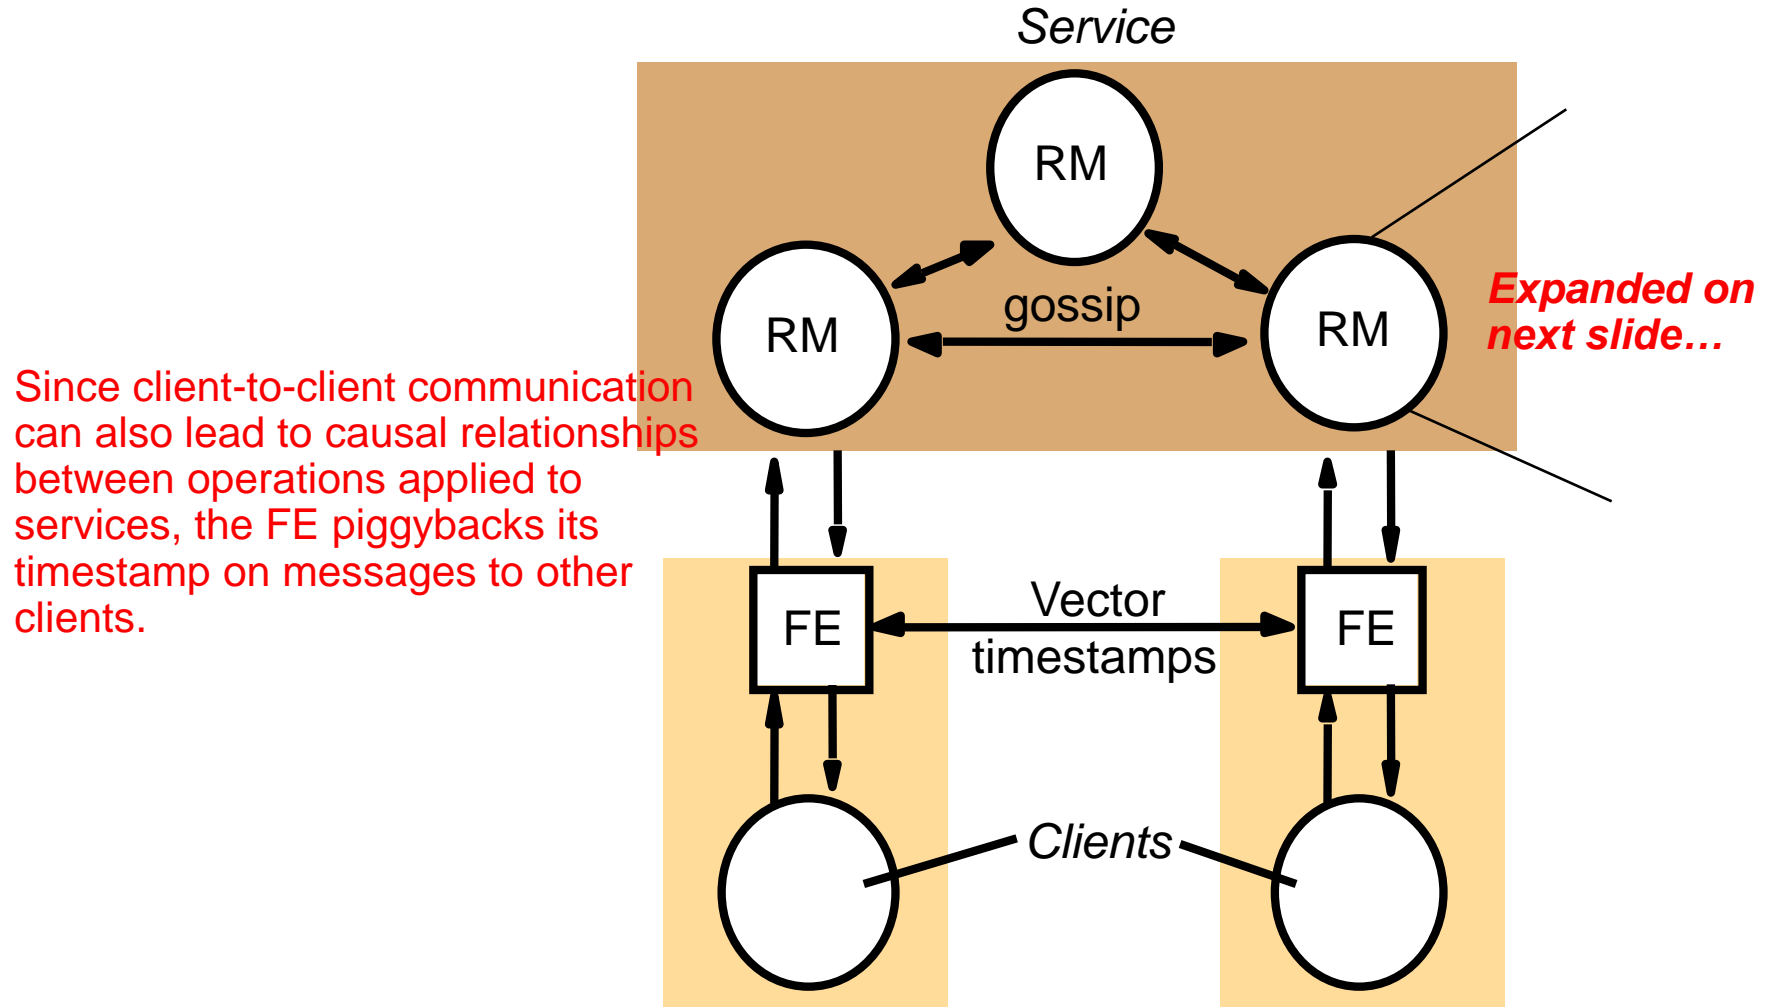 Service
RM
RM
gossip
RM
Expanded on
next slide…
Since client-to-client communication
can also lead to causal relationships
between operations applied to
services, the FE piggybacks its
timestamp on messages to other
clients.
FE
Vector
timestamps
FE
Clients